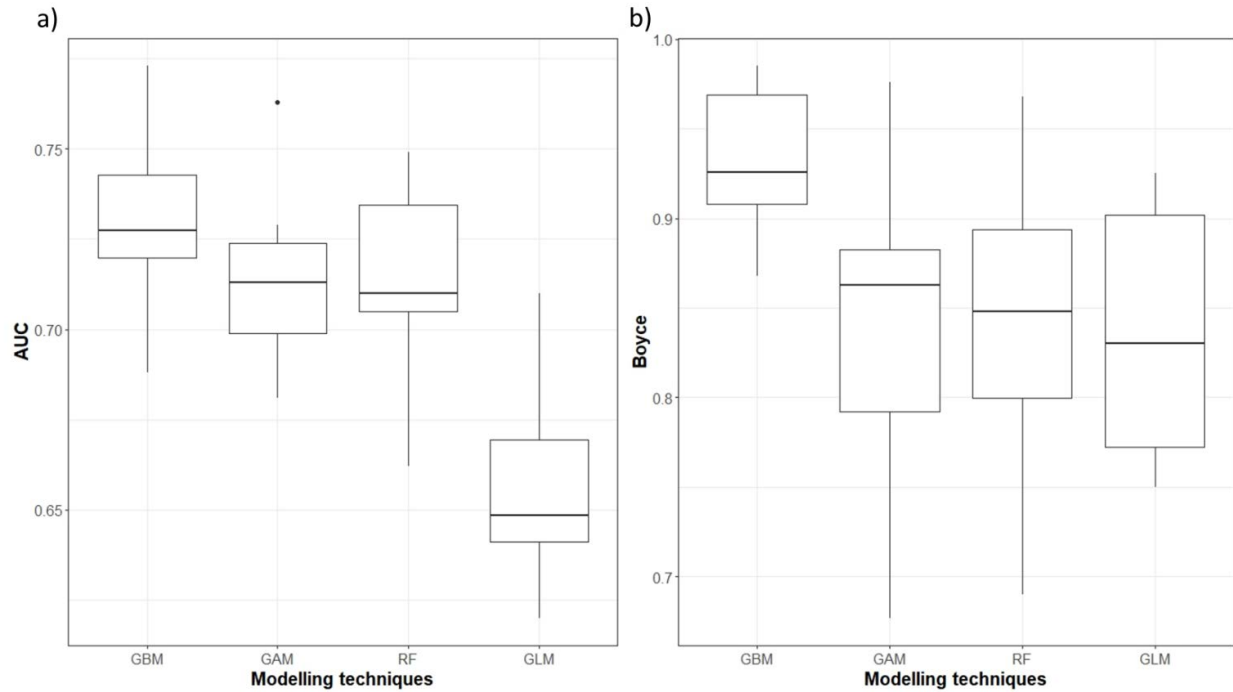 a)
AUC
0.75
0.70
0.65
GBM GAM RF GLM
Modelling techniques
b)
Boyce
1.0
0.9
0.8
0.7
GBM GAM RF GLM
Modelling techniques